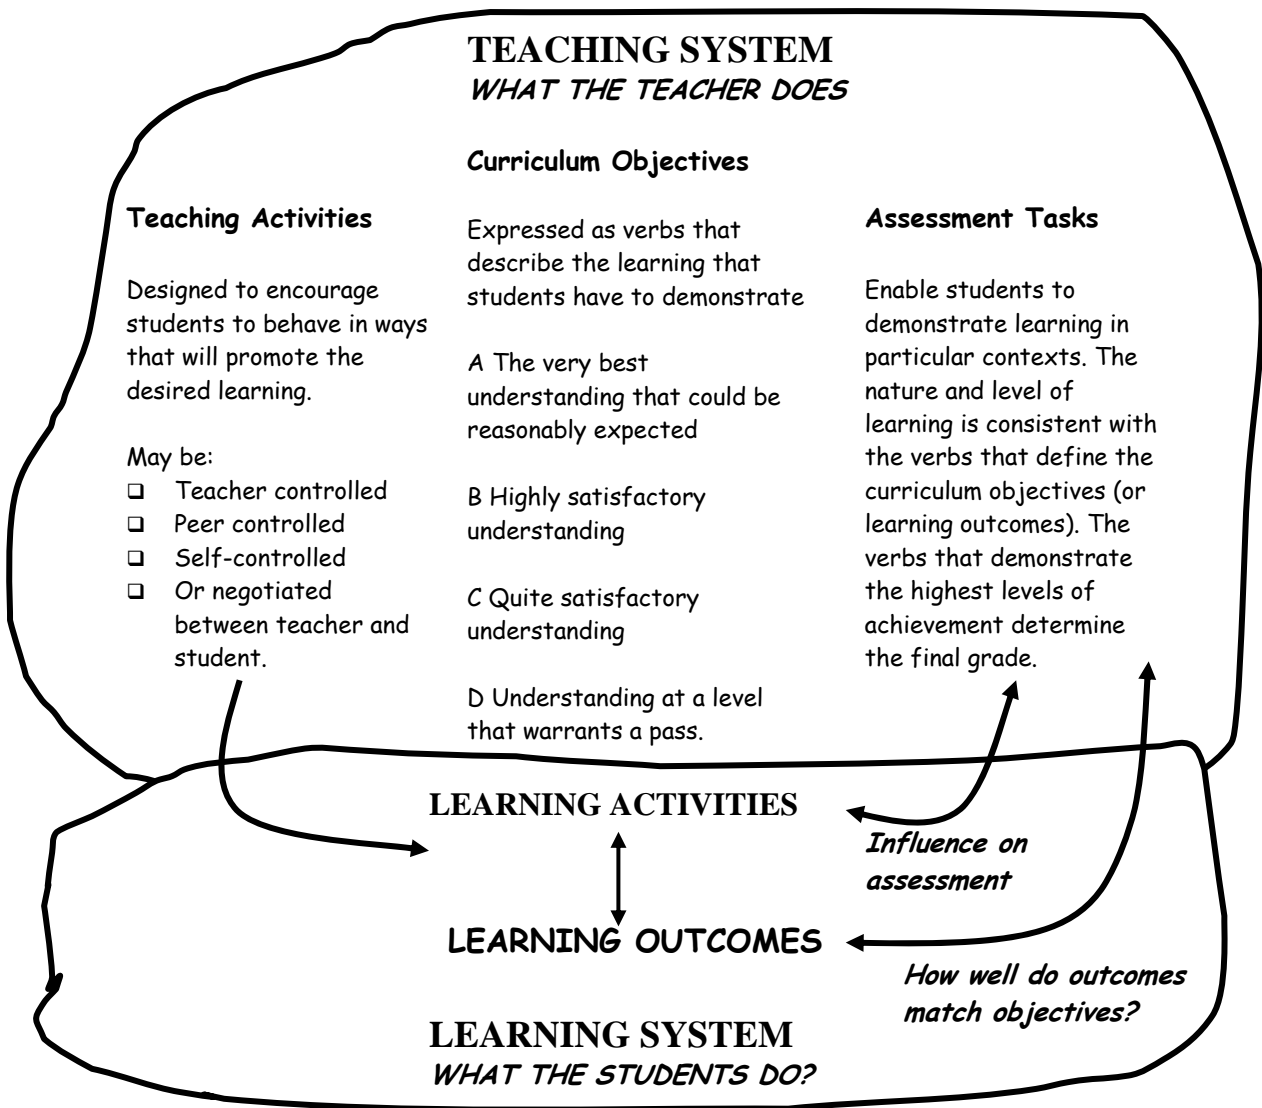 TEACHING SYSTEM
WHAT THE TEACHER DOES
Teaching Activities
Designed to encourage
students to behave in ways
that will promote the
desired learning.
May be:
❑ Teacher controlled
❑ Peer controlled
❑ Self-controlled
❑ Or negotiated
between teacher and
student.
Curriculum Objectives
Expressed as verbs that
describe the learning that
students have to demonstrate
A The very best
understanding that could be
reasonably expected
B Highly satisfactory
understanding
C Quite satisfactory
understanding
D Understanding at a level
that warrants a pass.
Assessment Tasks
Enable students to
demonstrate learning in
particular contexts. The
nature and level of
learning is consistent with
the verbs that define the
curriculum objectives (or
learning outcomes). The
verbs that demonstrate
the highest levels of
achievement determine
the final grade.
LEARNING ACTIVITIES
Influence on
assessment
LEARNING OUTCOMES
How well do outcomes
match objectives?
LEARNING SYSTEM
WHAT THE STUDENTS DO?